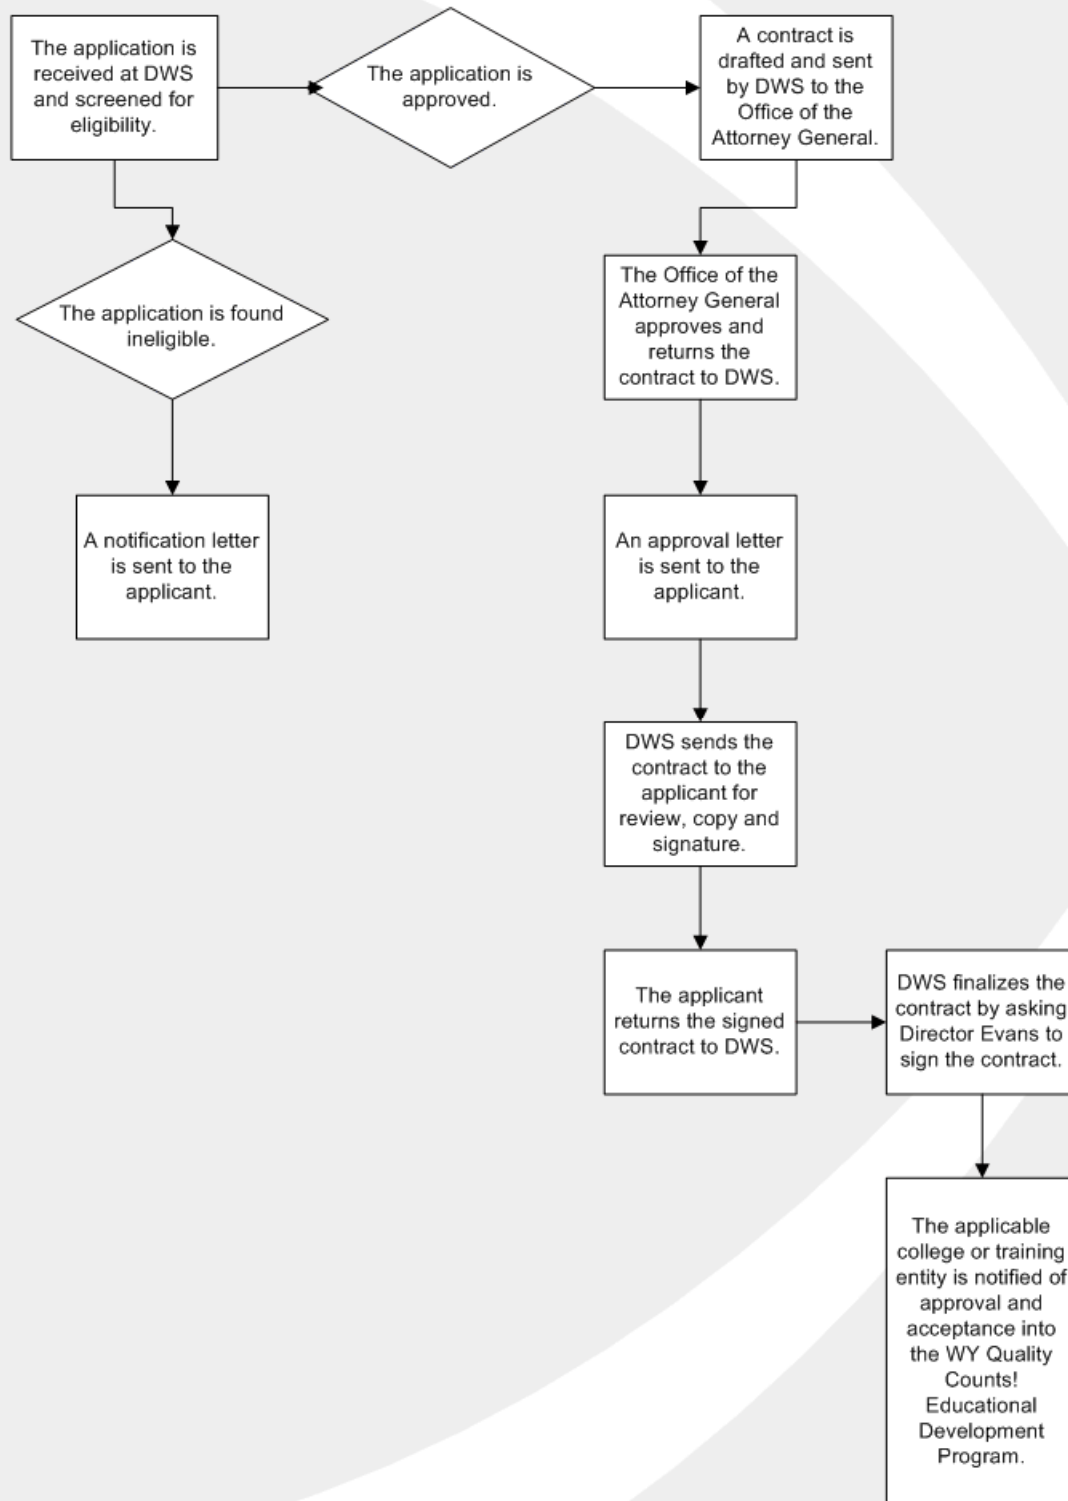 The application is
received at DWS
and screened for
eligibility.
The application is
approved.
A contract is
drafted and sent
by DWS to the
Office of the
Attorney General.
The application is found
ineligible.
The Office of the
Attorney General
approves and
returns the
contract to DWS.
A notification letter
is sent to the
applicant.
An approval letter
is sent to the
applicant.
DWS sends the
contract to the
applicant for
review, copy and
signature.
The applicant
returns the signed
contract to DWS.
DWS finalizes the
contract by asking
Director Evans to
sign the contract.
The applicable
college or training
entity is notified of
approval and
acceptance into
the WY Quality
Counts!
Educational
Development
Program.